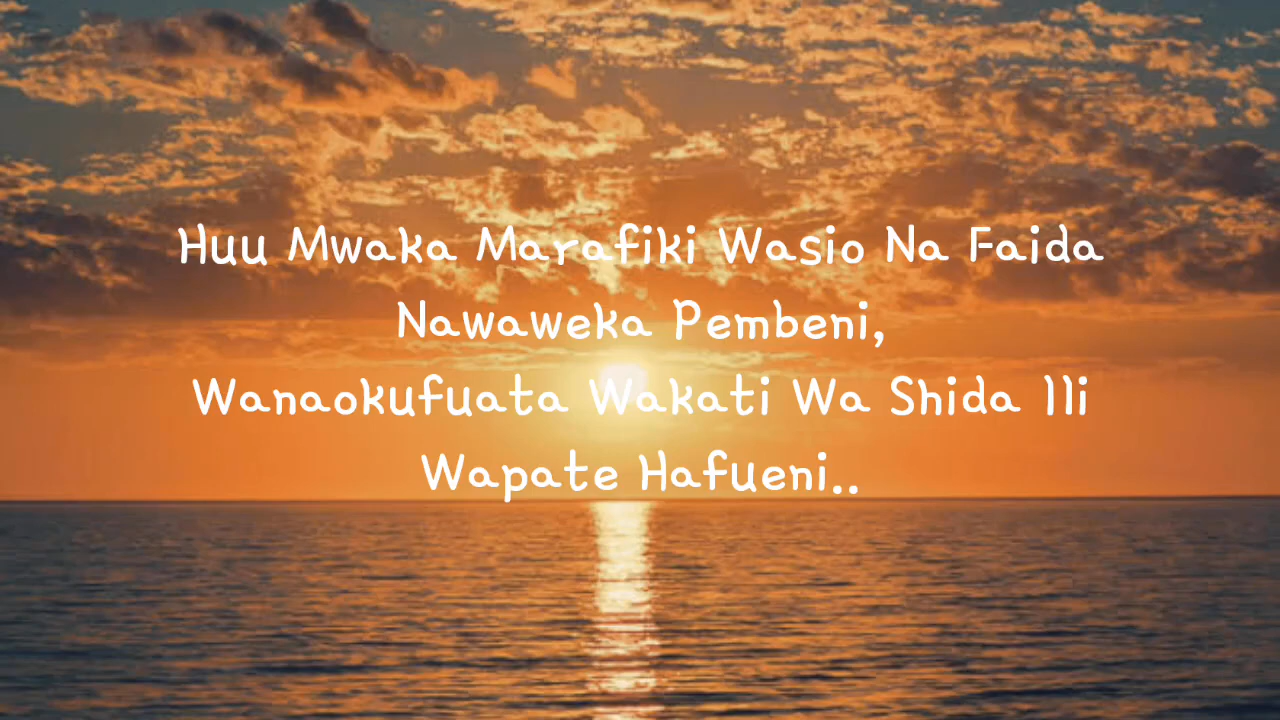 Huu Mwaka Marafiki Wasio Na Faida
Nawaweka Pembeni,
Wanaokufuata Wakati Wa Shida Ili
Wapate Hafueni..